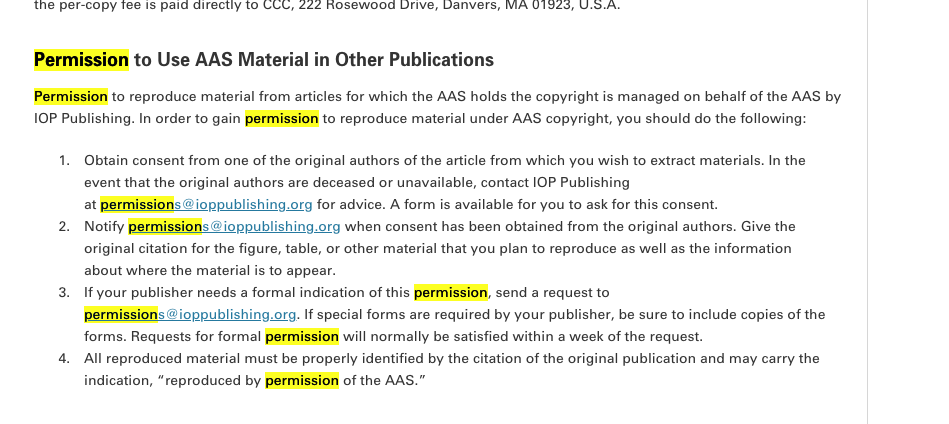 the per-copy fee is paid directly to CCC, 222 Rosewood Drive, Danvers, MA 01923, U.S.A.
Permission to Use AAS Material in Other Publications
Permission to reproduce material from articles for which the AAS holds the copyright is managed on behalf of the AAS by
IOP Publishing. In order to gain permission to reproduce material under AAS copyright, you should do the following:
1. Obtain consent from one of the original authors of the article from which you wish to extract materials. In the
event that the original authors are deceased or unavailable, contact IOP Publishing
at permissions@ioppublishing.org for advice. A form is available for you to ask for this consent.
2. Notify permissions@ioppublishing.org when consent has been obtained from the original authors. Give the
original citation for the figure, table, or other material that you plan to reproduce as well as the information
about where the material is to appear.
3. If your publisher needs a formal indication of this permission, send a request to
permissions@ioppublishing.org. If special forms are required by your publisher, be sure to include copies of the
forms. Requests for formal permission will normally be satisfied within a week of the request.
4. All reproduced material must be properly identified by the citation of the original publication and may carry the
indication, “reproduced by permission of the AAS.”